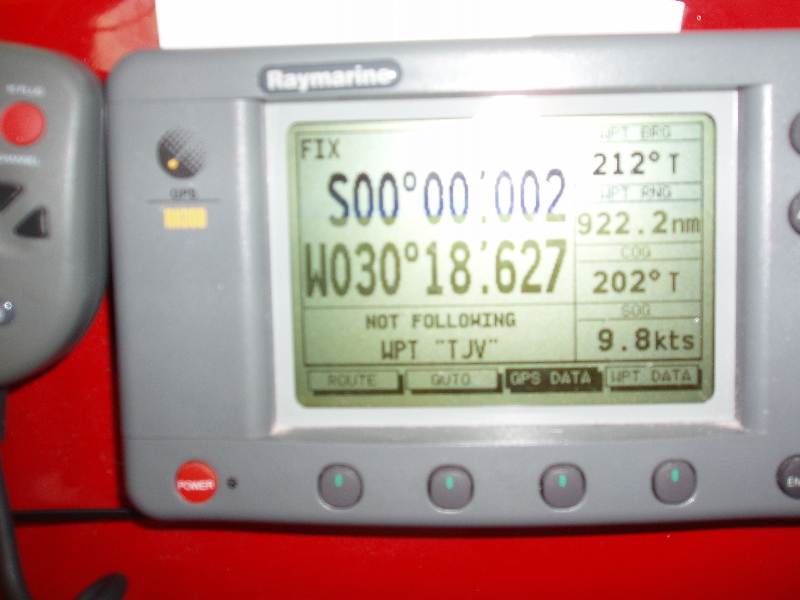 Raymarine
GPS
FIX
S00°00'.002
W030°18'.627
NOT FOLLOWING
WPT "TJV"
WPT BRG
212°T
WPT RNG
922.2nm
COG
202°T
SOG
9.8kts
ROUTE
GOTO
GPS DATA
WPT DATA
POWER